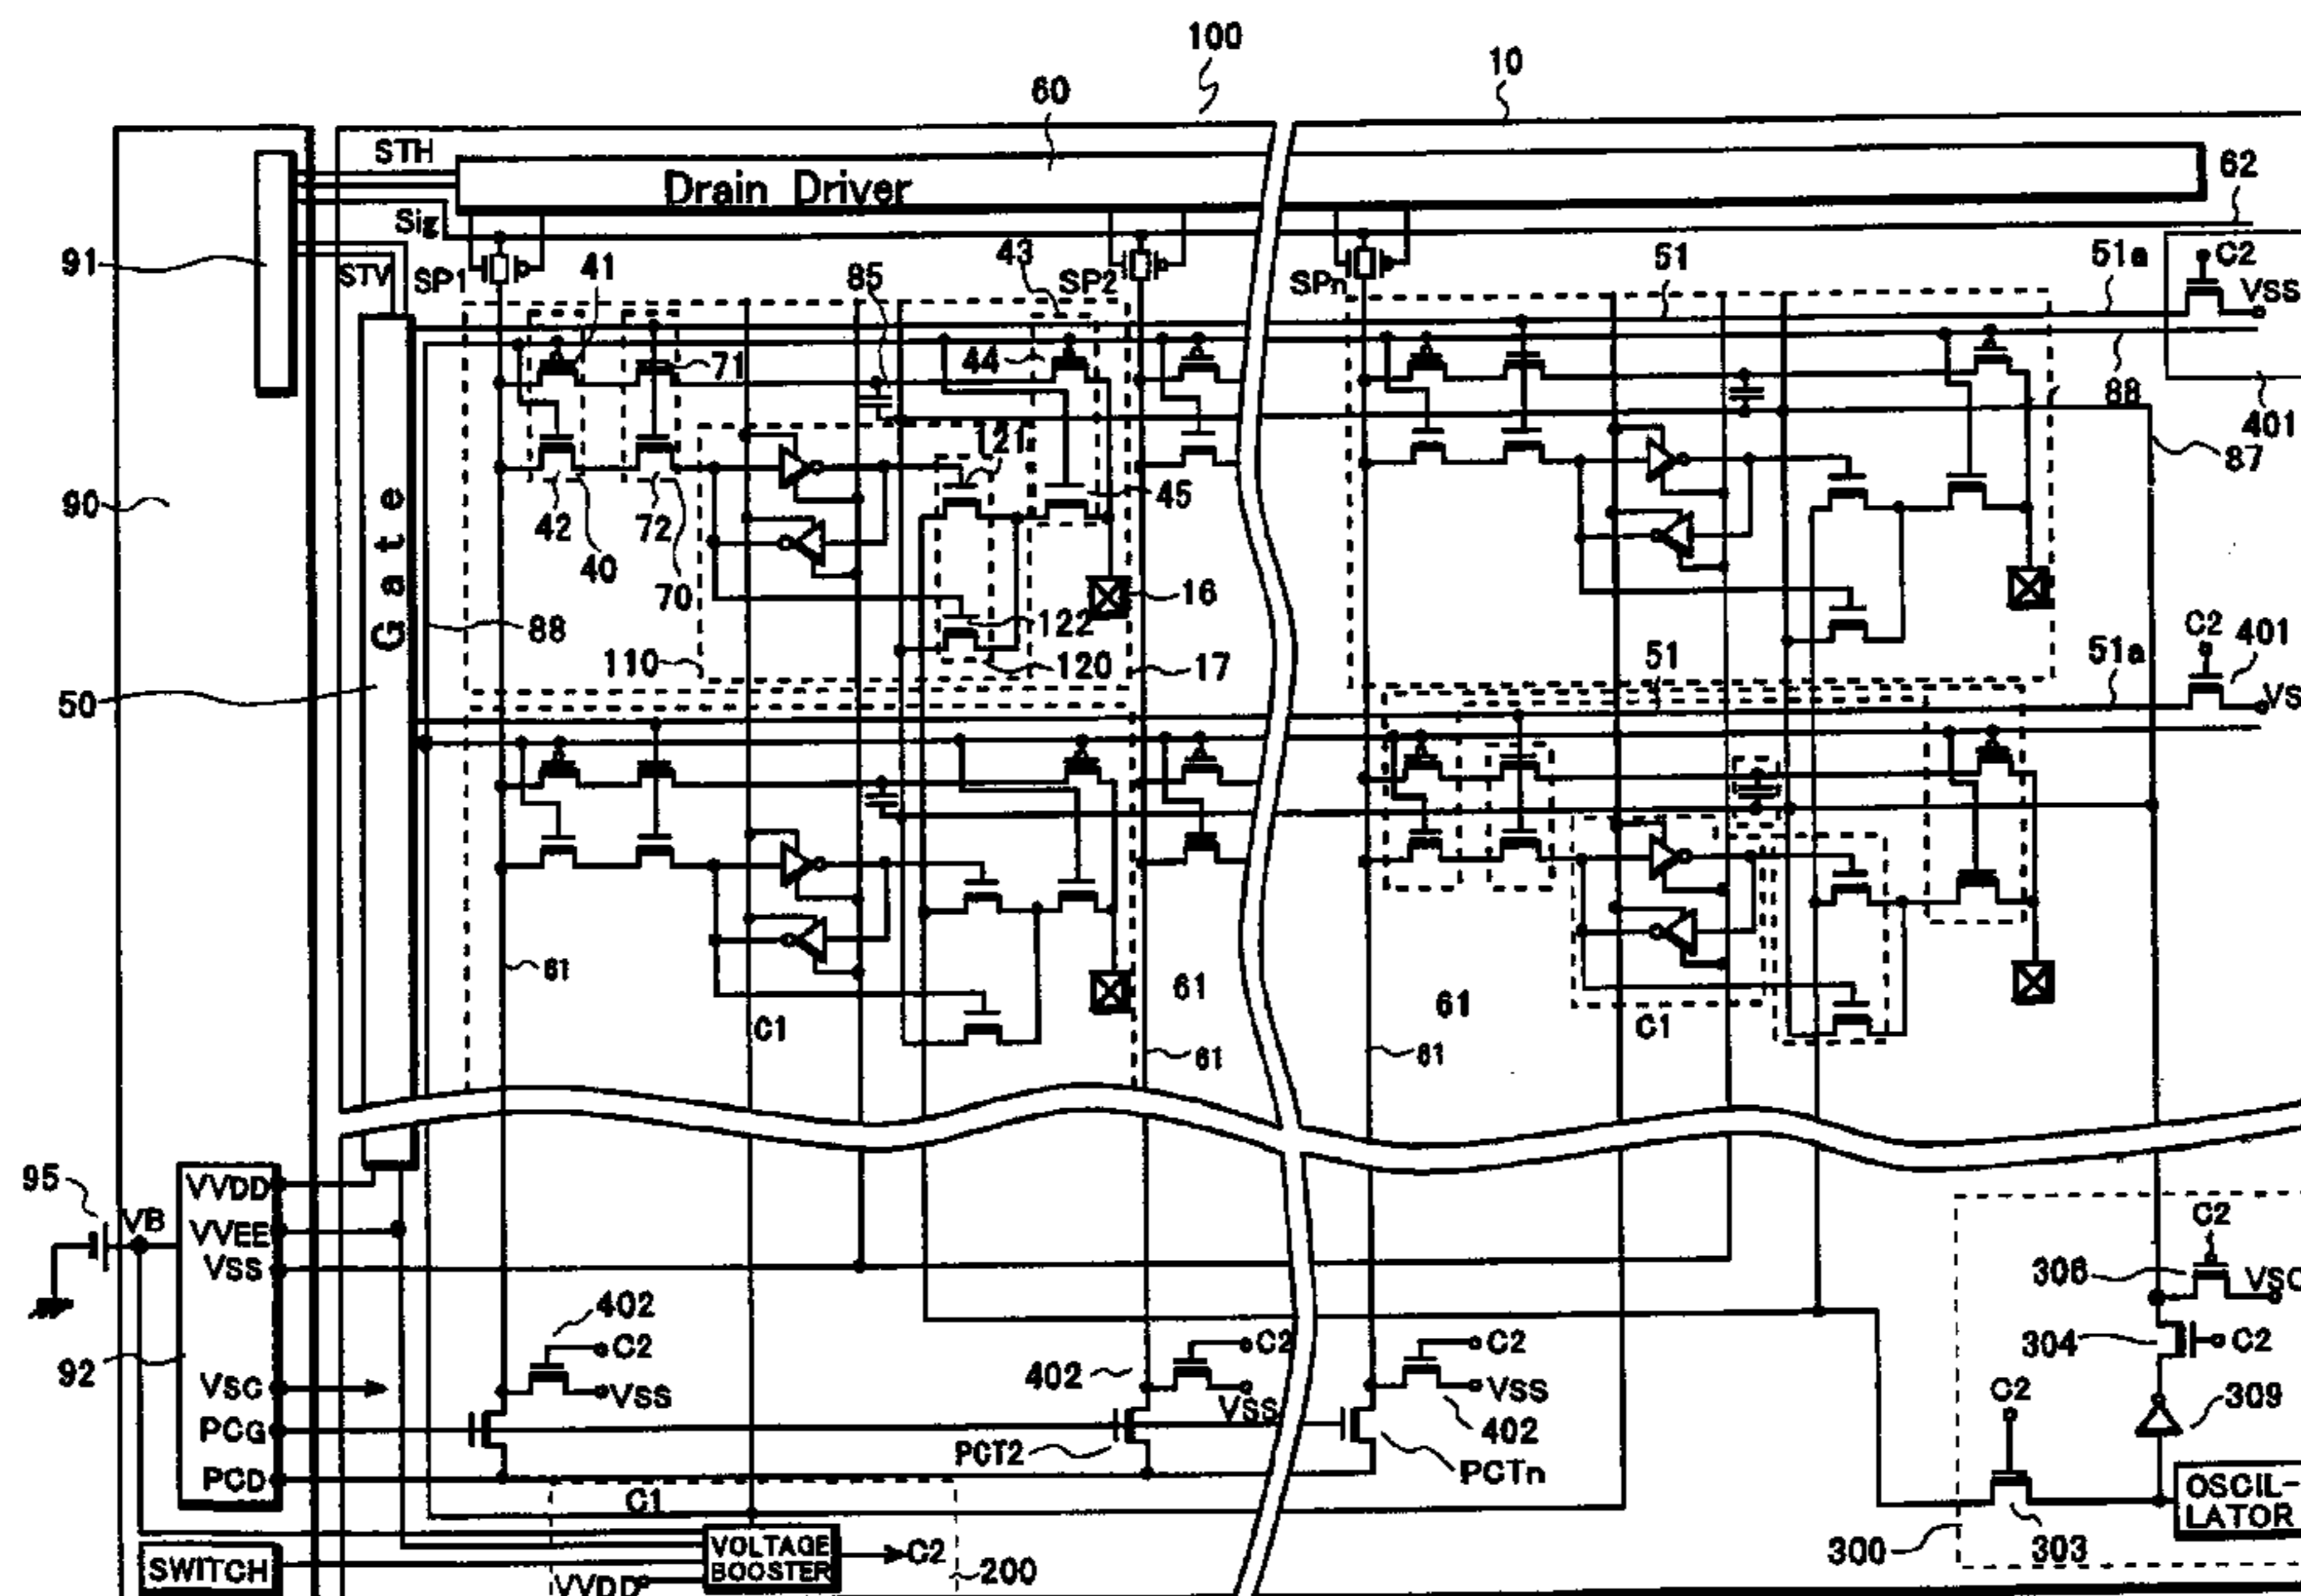 100
10
60
STH
Drain Driver
62
Sig
91
STV
SP1
41
85
43
SP2
SPn
51
51a
C2
VSS
71
44
88
401
121
87
90
42
72
45
40
70
16
Gate
88
122
C2
401
110
120
17
51
51a
50
61
61
61
C1
C1
61
61
95
VB
VVDD
VVEE
VSS
C2
306
VSC
402
C2
C2
C2
304
C2
92
402
VSC
VSS
VSS
VSS
C2
309
PCG
402
PCT2
PCTn
PCD
C1
OSCIL-
LATOR
VOLTAGE
BOOSTER
C2
300
303
SWITCH
VVDD
200